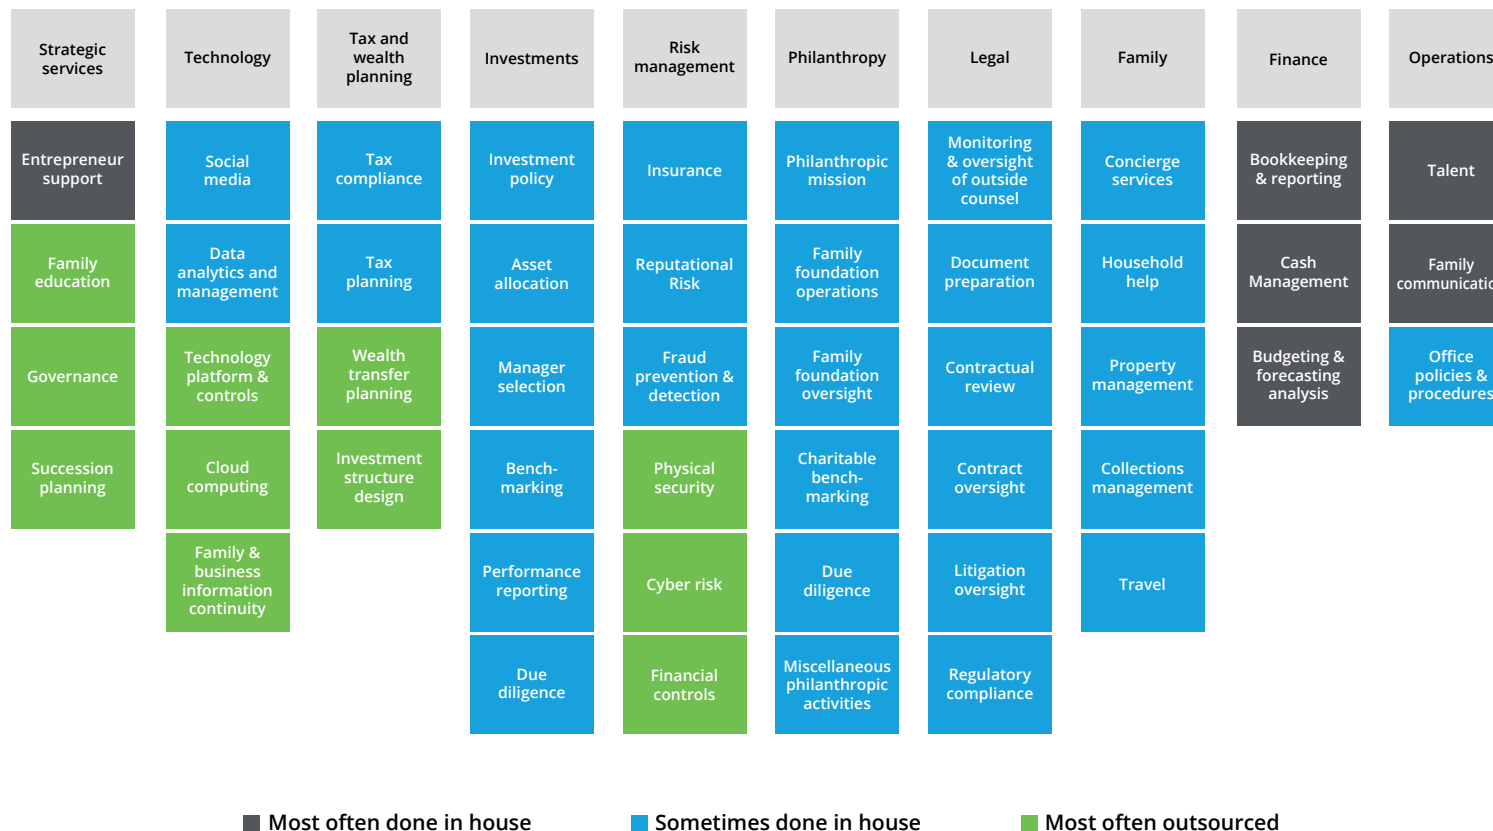 Strategic
services
Technology
Tax and
wealth
planning
Investments
Risk
management
Philanthropy
Legal
Family
Finance
Operations
Entrepreneur
support
Social
media
Tax
compliance
Investment
policy
Insurance
Philanthropic
mission
Monitoring
& oversight
of outside
counsel
Concierge
services
Bookkeeping
& reporting
Talent
Family
education
Data
analytics and
management
Tax
planning
Asset
allocation
Reputational
Risk
Family
foundation
operations
Document
preparation
Household
help
Cash
Management
Family
communicatio
Governance
Technology
platform &
controls
Wealth
transfer
planning
Manager
selection
Fraud
prevention &
detection
Family
foundation
oversight
Contractual
review
Property
management
Budgeting &
forecasting
analysis
Office
policies &
procedures
Succession
planning
Cloud
computing
Investment
structure
design
Bench-
marking
Physical
security
Charitable
bench-
marking
Contract
oversight
Collections
management
Family &
business
information
continuity
Performance
reporting
Cyber risk
Due
diligence
Litigation
oversight
Travel
Due
diligence
Financial
controls
Miscellaneous
philanthropic
activities
Regulatory
compliance
Most often done in house
Sometimes done in house
Most often outsourced